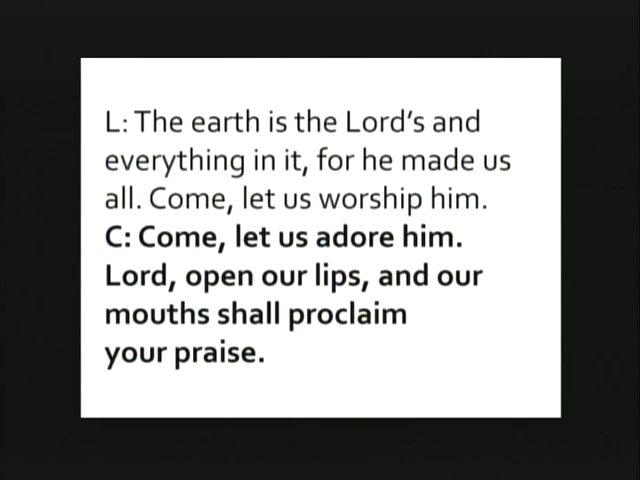 L: The earth is the Lord's and
everything in it, for he made us
all. Come, let us worship him.
C: Come, let us adore him.
Lord, open our lips, and our
mouths shall proclaim
your praise.